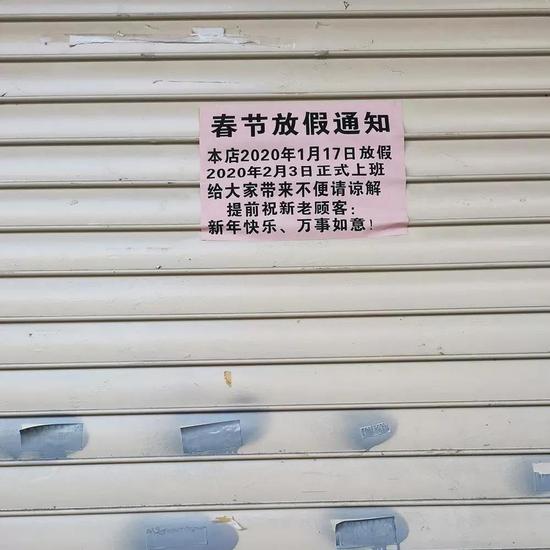 春节放假通知
本店2020年1月17日放假
2020年2月3日正式上班
给大家带来不便请谅解
提前祝新老顾客:
新年快乐、万事如意!